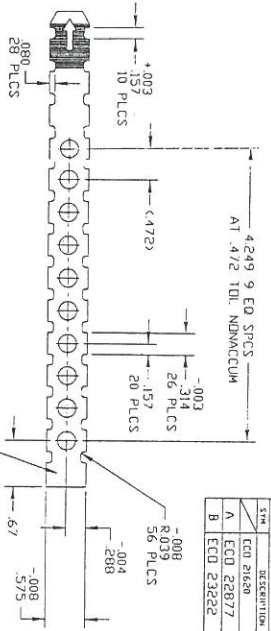 SYM DESCRIPTION
ECO 21620
A ECO 22877
B ECO 23222
4.249 9 EQ SPCS
AT .472 TOL NONACCUM
(.472)
+.003
.157
10 PLCS
.080
28 PLCS
-.003
.314
26 PLCS
.157
20 PLCS
-.008
R.039
56 PLCS
-.004
.288
.67
-.008
.575